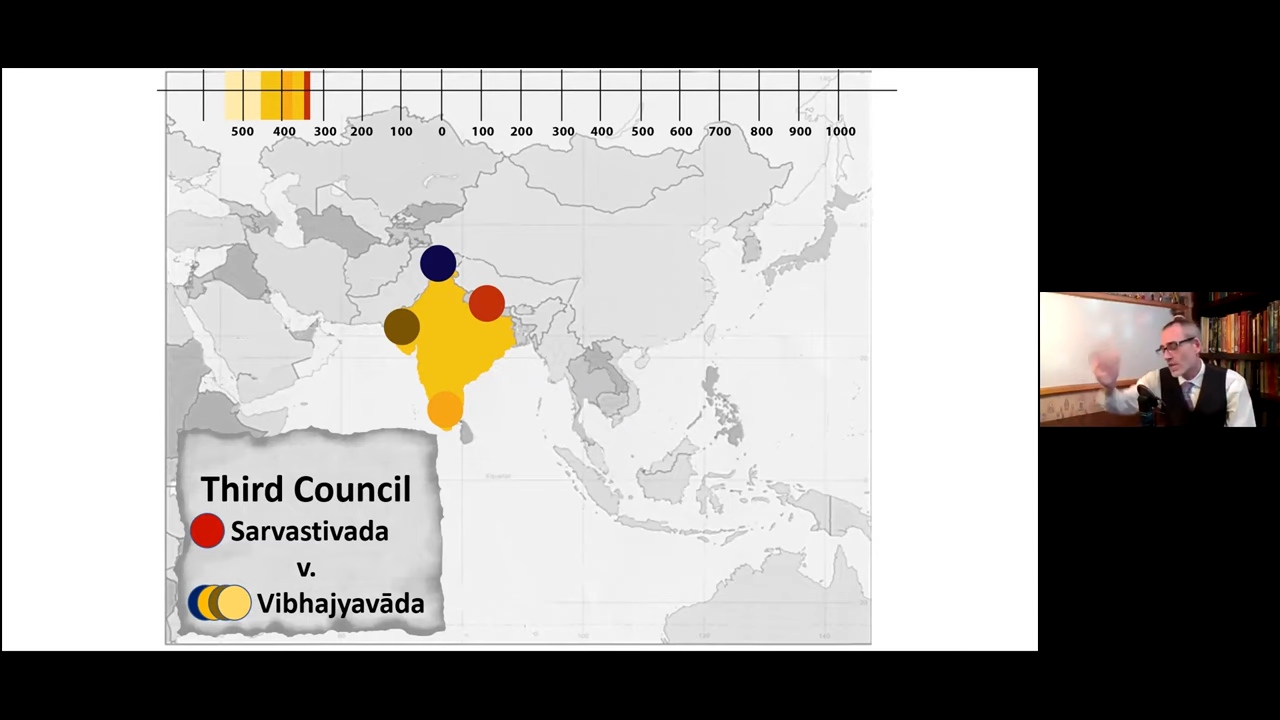 500 400 300 200 100 0 100 200 300 400 500 600 700 800 900 1000
Equator
Third Council
Sarvastivada
v.
Vibhajyavāda